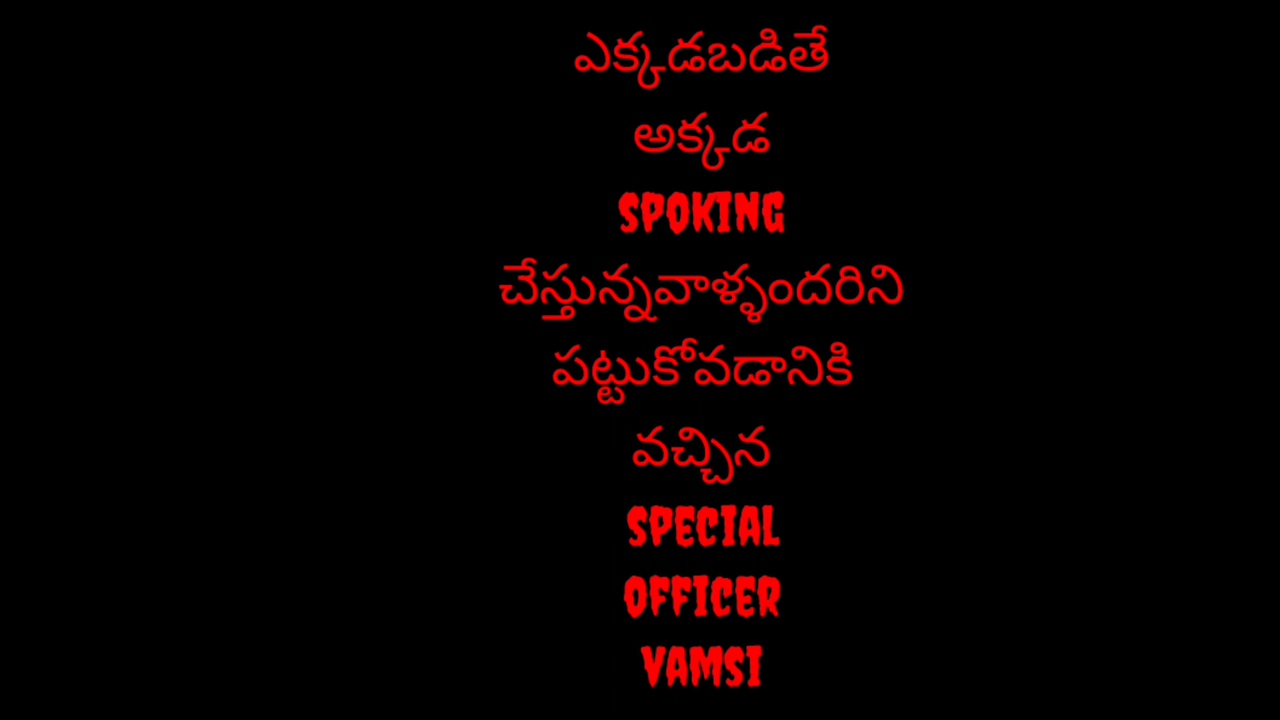 ఎక్కడబడితే
అక్కడ
SPOKING
చేస్తున్నవాళ్ళందరిని
పట్టుకోవడానికి
వచ్చిన
SPECIAL
OFFICER
VAMSI